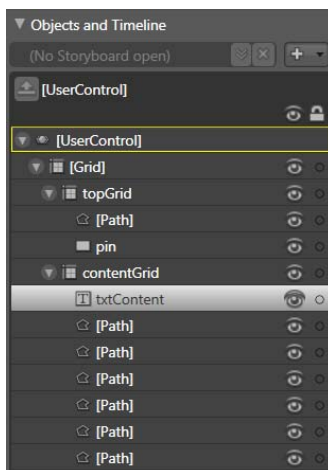 Objects and Timeline
(No Storyboard open)
[UserControl]
[UserControl]
[Grid]
topGrid
[Path]
pin
contentGrid
txtContent
[Path]
[Path]
[Path]
[Path]
[Path]
[Path]